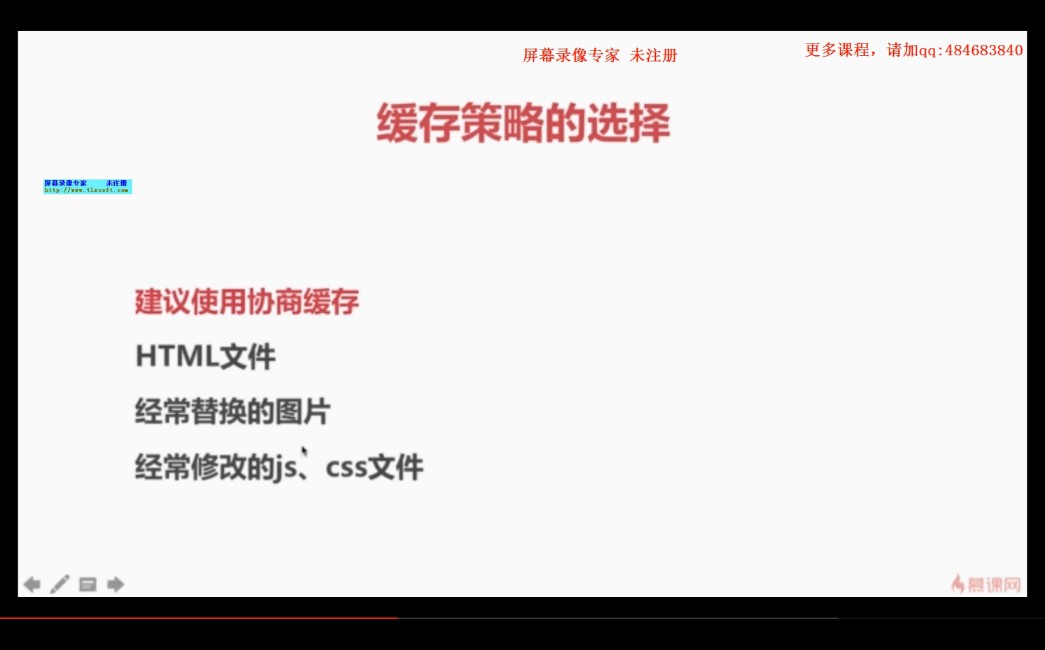 屏幕录像专家 未注册
更多课程，请加qq:484683840
缓存策略的选择
屏幕录像专家 未注册
http://www.tlxsoft.com
建议使用协商缓存
HTML文件
经常替换的图片
经常修改的js、css文件
慕课网